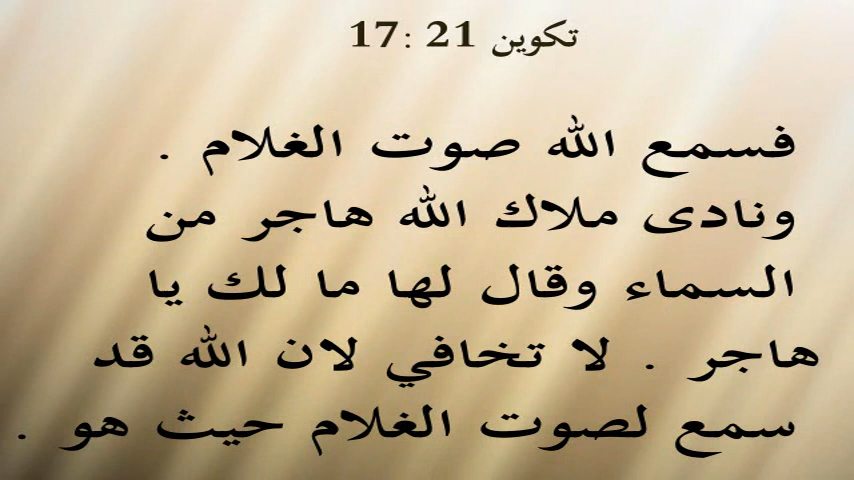 تكوين 21 :17
فسمع الله صوت الغلام .
ونادى ملاك الله هاجر من
السماء وقال لها ما لك يا
هاجر . لا تخافي لان الله قد
سمع لصوت الغلام حيث هو .